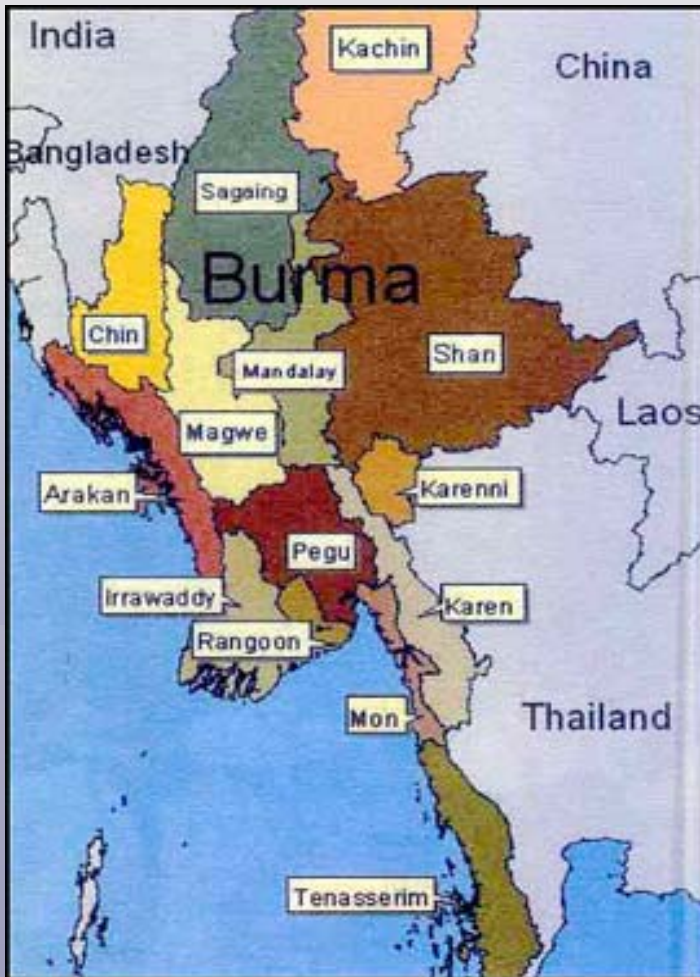 India
Kachin
China
Bangladesh
Sagaing
Burma
Chin
Mandalay
Shan
Laos
Magwe
Arakan
Karenni
Pegu
Irrawaddy
Karen
Rangoon
Mon
Thailand
Tenasserim